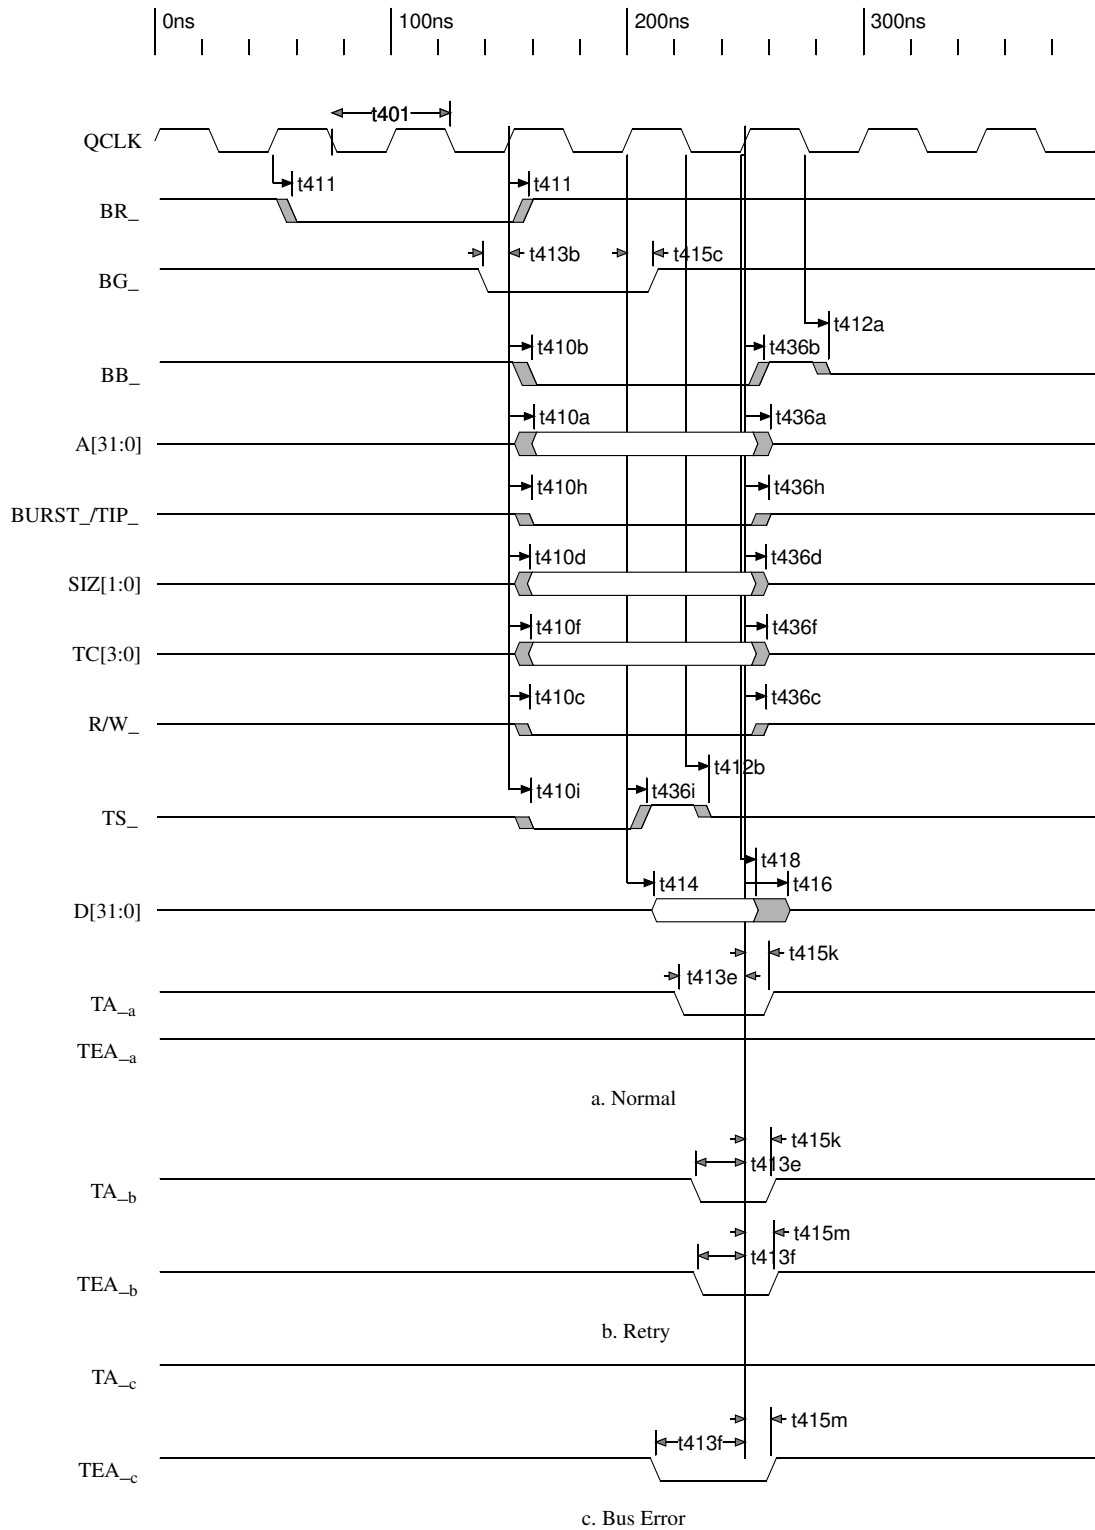 0ns 100ns 200ns 300ns
t401
QCLK
t411 t411
BR_
t413b t415c
BG_
t412a
t410b t436b
BB_
t410a t436a
A[31:0]
t410h t436h
BURST_/TIP_
t410d t436d
SIZ[1:0]
t410f t436f
TC[3:0]
t410c t436c
R/W_
t412b
t410i t436i
TS_
t418
t414 t416
D[31:0]
t415k
t413e
TA_a
TEA_a
a. Normal
t415k
t413e
TA_b
t415m
t413f
TEA_b
b. Retry
TA_c
t415m
t413f
TEA_c
c. Bus Error